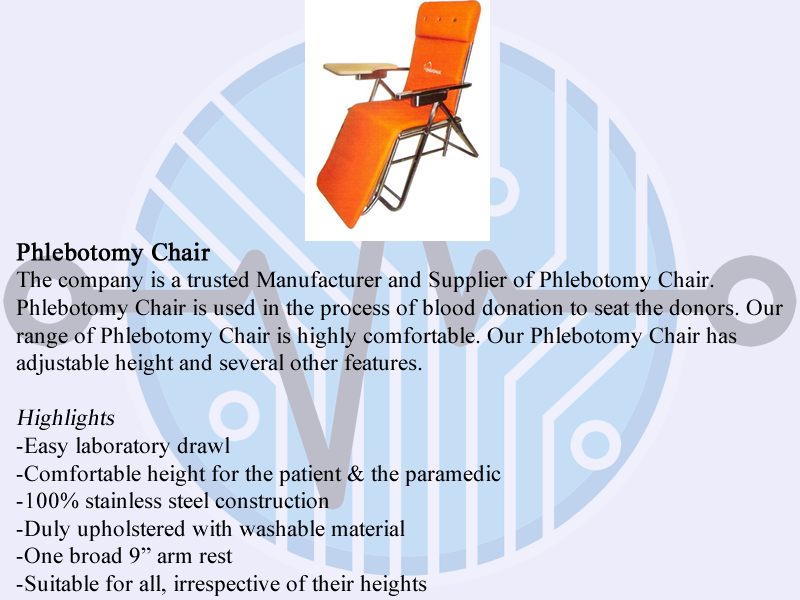 Phlebotomy Chair
The company is a trusted Manufacturer and Supplier of Phlebotomy Chair.
Phlebotomy Chair is used in the process of blood donation to seat the donors. Our
range of Phlebotomy Chair is highly comfortable. Our Phlebotomy Chair has
adjustable height and several other features.
Highlights
-Easy laboratory drawl
-Comfortable height for the patient & the paramedic
-100% stainless steel construction
-Duly upholstered with washable material
-One broad 9” arm rest
-Suitable for all, irrespective of their heights